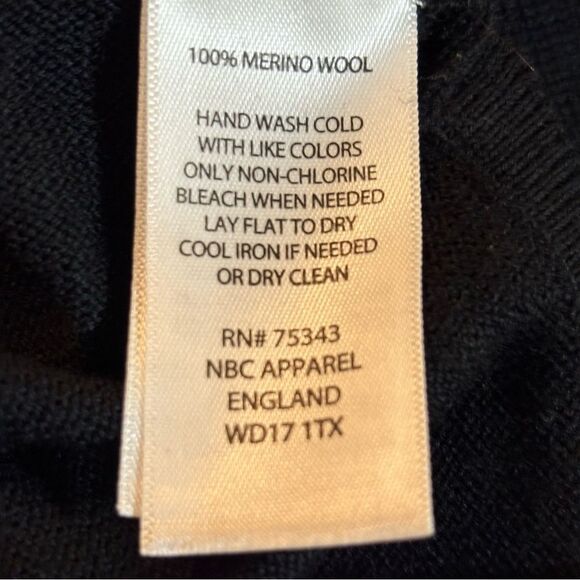 100% MERINO WOOL
HAND WASH COLD
WITH LIKE COLORS
ONLY NON-CHLORINE
BLEACH WHEN NEEDED
LAY FLAT TO DRY
COOL IRON IF NEEDED
OR DRY CLEAN
RN# 75343
NBC APPAREL
ENGLAND
WD17 1TX